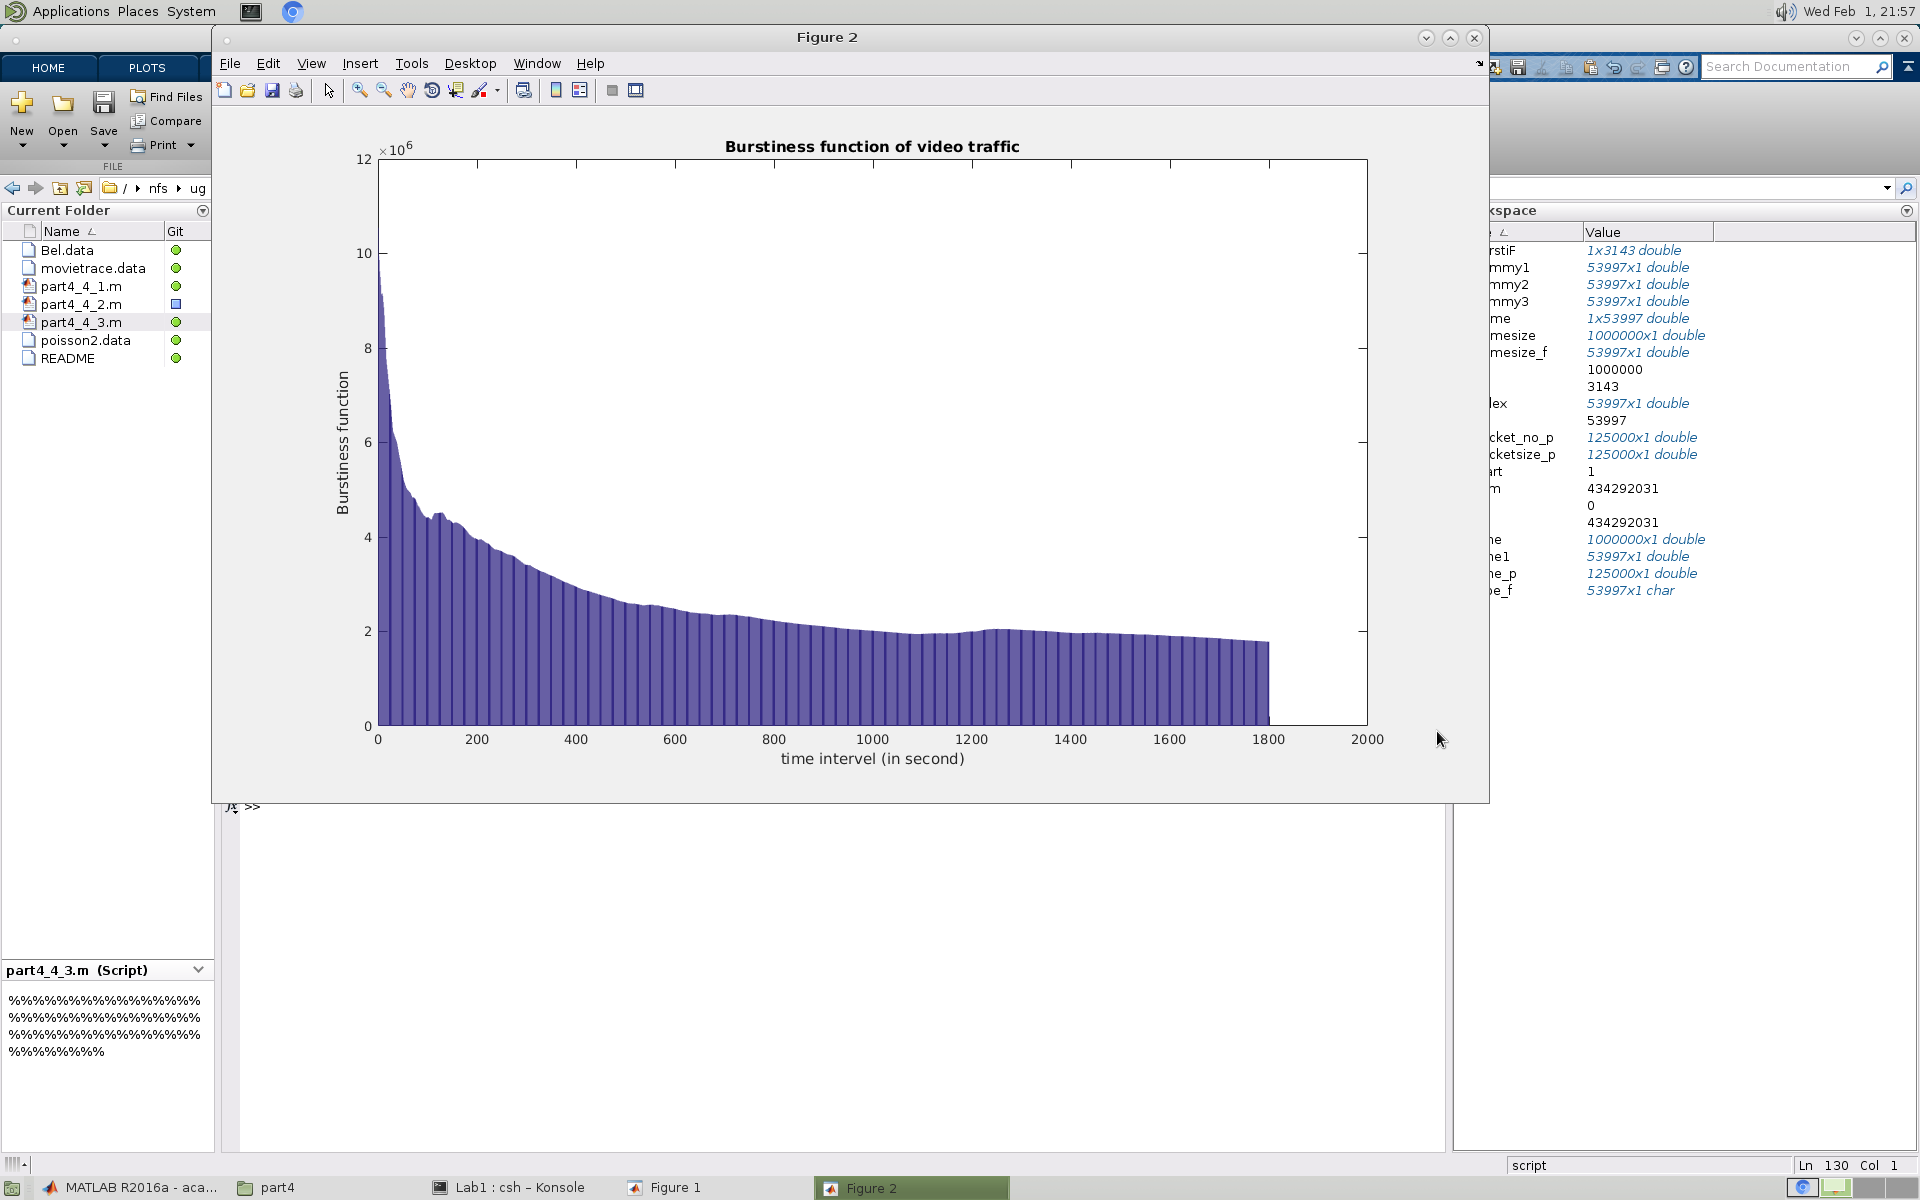 Applications Places System
Wed Feb 1, 21:57
Figure 2
HOME PLOTS
File Edit View Insert Tools Desktop Window Help
Search Documentation
Find Files
Compare
Print
New Open Save
FILE
/ nfs ug
Current Folder
Name Git
Bel.data
movietrace.data
part4_4_1.m
part4_4_2.m
part4_4_3.m
poisson2.data
README
Burstiness function of video traffic
×10⁶
12
10
8
6
4
2
0
Burstiness function
0 200 400 600 800 1000 1200 1400 1600 1800 2000
time intervel (in second)
kspace
Value
rstiF 1x3143 double
mmy1 53997x1 double
mmy2 53997x1 double
mmy3 53997x1 double
me 1x53997 double
mesize 1000000x1 double
mesize_f 53997x1 double
1000000
3143
lex 53997x1 double
53997
cket_no_p 125000x1 double
cketsize_p 125000x1 double
art 1
m 434292031
0
434292031
ne 1000000x1 double
ne1 53997x1 double
ne_p 125000x1 double
pe_f 53997x1 char
fx >>
part4_4_3.m (Script)
%%%%%%%%%%%%%%%%
%%%%%%%%%%%%%%%%
%%%%%%%%%%%%%%%%
%%%%%%%%
script
Ln 130 Col 1
MATLAB R2016a - aca...
part4
Lab1 : csh – Konsole
Figure 1
Figure 2